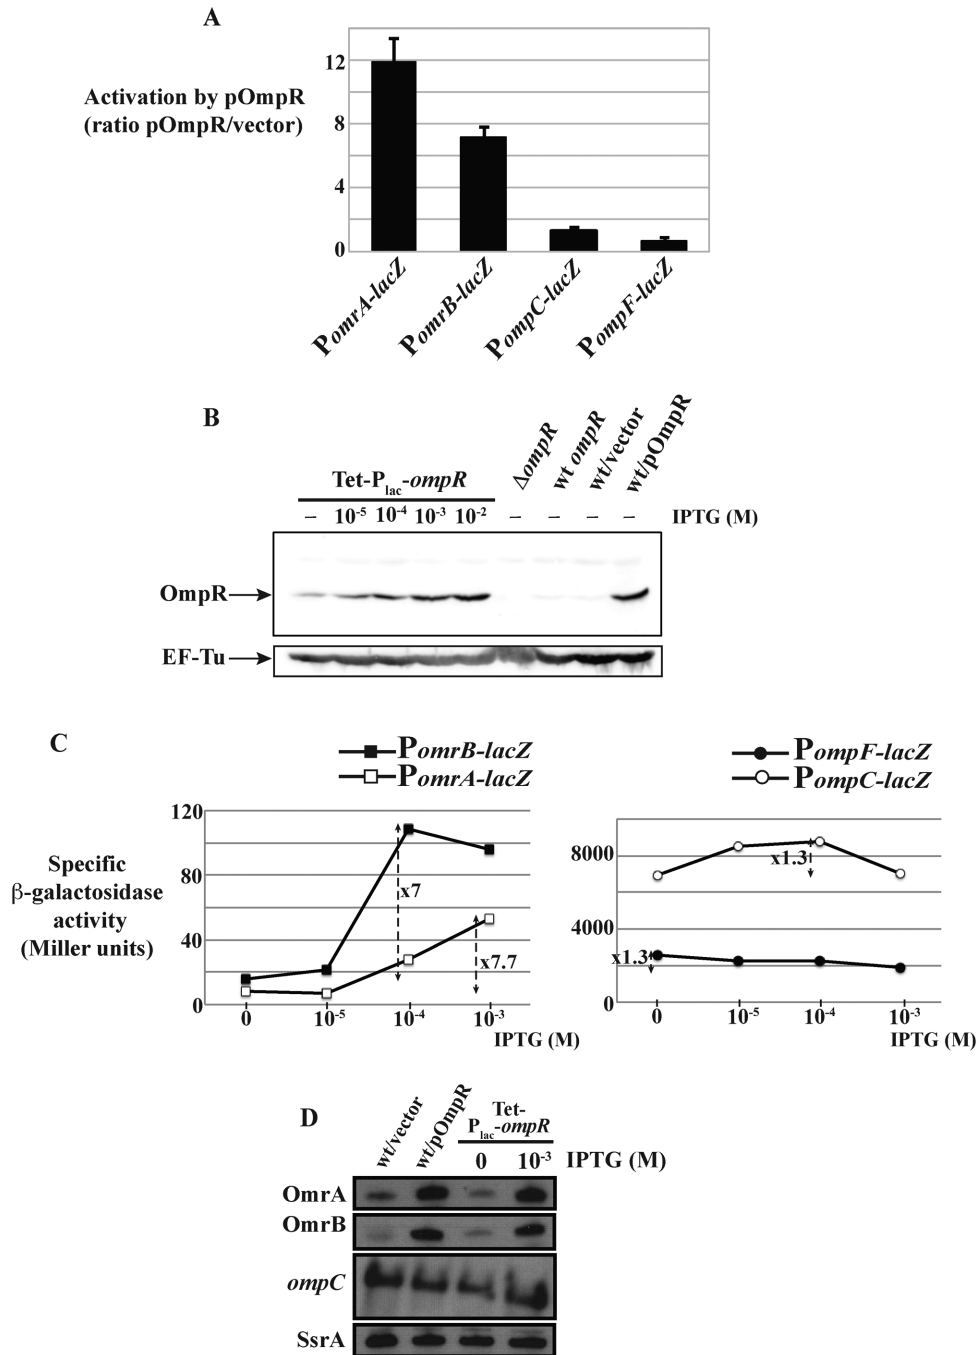 A
Activation by pOmpR
(ratio pOmpR/vector)
12
8
4
0
PomrA-lacZ
PomrB-lacZ
PompC-lacZ
PompF-lacZ
B
Tet-Plac-ompR
ΔompR
wt ompR
wt/vector
wt/pOmpR
– 10-5 10-4 10-3 10-2 – – – – IPTG (M)
OmpR
EF-Tu
C
PomrB-lacZ
PomrA-lacZ
PompF-lacZ
PompC-lacZ
Specific
β-galactosidase
activity
(Miller units)
120
80
40
0
x7
x7.7
0 10-5 10-4 10-3
IPTG (M)
8000
4000
0
x1.3
x1.3
0 10-5 10-4 10-3
IPTG (M)
D
wt/vector
wt/pOmpR
Tet-
Plac-ompR
0 10-3 IPTG (M)
OmrA
OmrB
ompC
SsrA